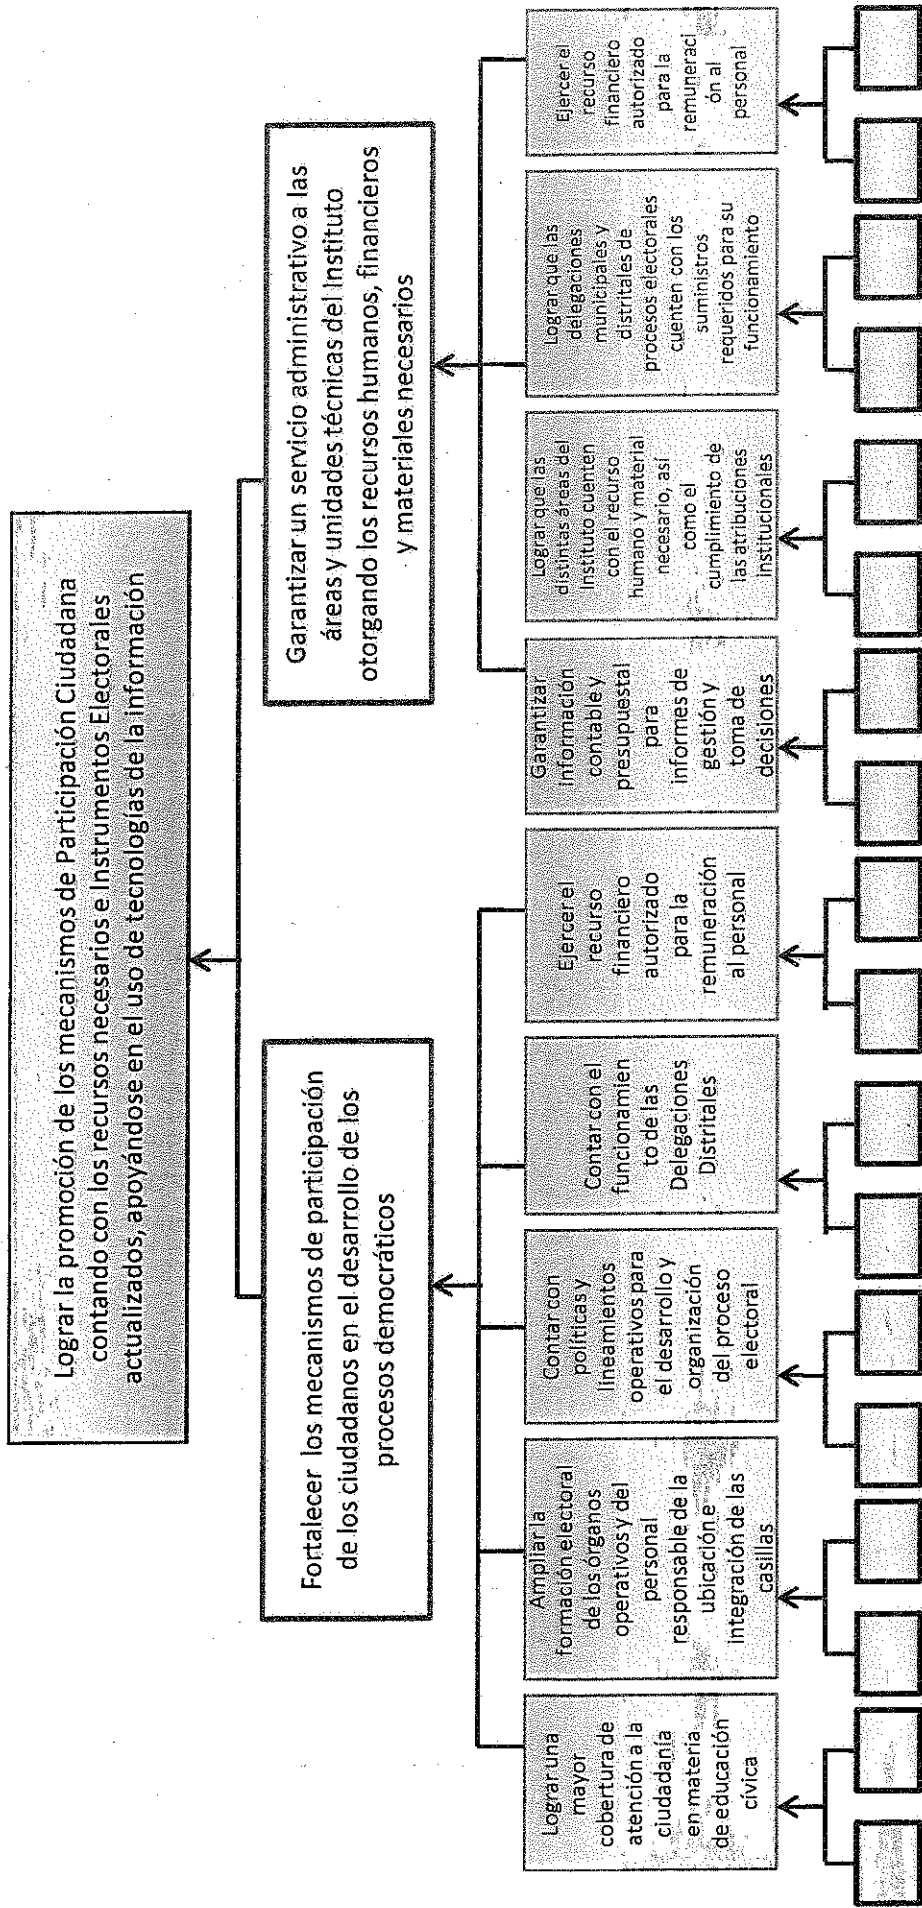 Lograr la promoción de los mecanismos de Participación Ciudadana
contando con los recursos necesarios e Instrumentos Electorales
actualizados, apoyándose en el uso de tecnologías de la información
Fortalecer los mecanismos de participación
de los ciudadanos en el desarrollo de los
procesos democráticos
Garantizar un servicio administrativo a las
áreas y unidades técnicas del Instituto
otorgando los recursos humanos, financieros
y materiales necesarios
Lograr una
mayor
cobertura de
atención a la
ciudadanía
en materia
de educación
cívica
Ampliar la
formación electoral
de los órganos
operativos y del
personal
responsable de la
ubicación e
integración de las
casillas
Contar con
políticas y
lineamientos
operativos para
el desarrollo y
organización
del proceso
electoral
Contar con el
funcionamien
to de las
Delegaciones
Distritales
Ejercer el
recurso
financiero
autorizado
para la
remuneración
al personal
Garantizar
información
contable y
presupuestal
para
informes de
gestión y
toma de
decisiones
Lograr que las
distintas áreas del
Instituto cuenten
con el recurso
humano y material
necesario, así
como el
cumplimiento de
las atribuciones
institucionales
Lograr que las
delegaciones
municipales y
distritales de
procesos electorales
cuenten con los
suministros
requeridos para su
funcionamiento
Ejercer el
recurso
financiero
autorizado
para la
remuneraci
ón al
personal